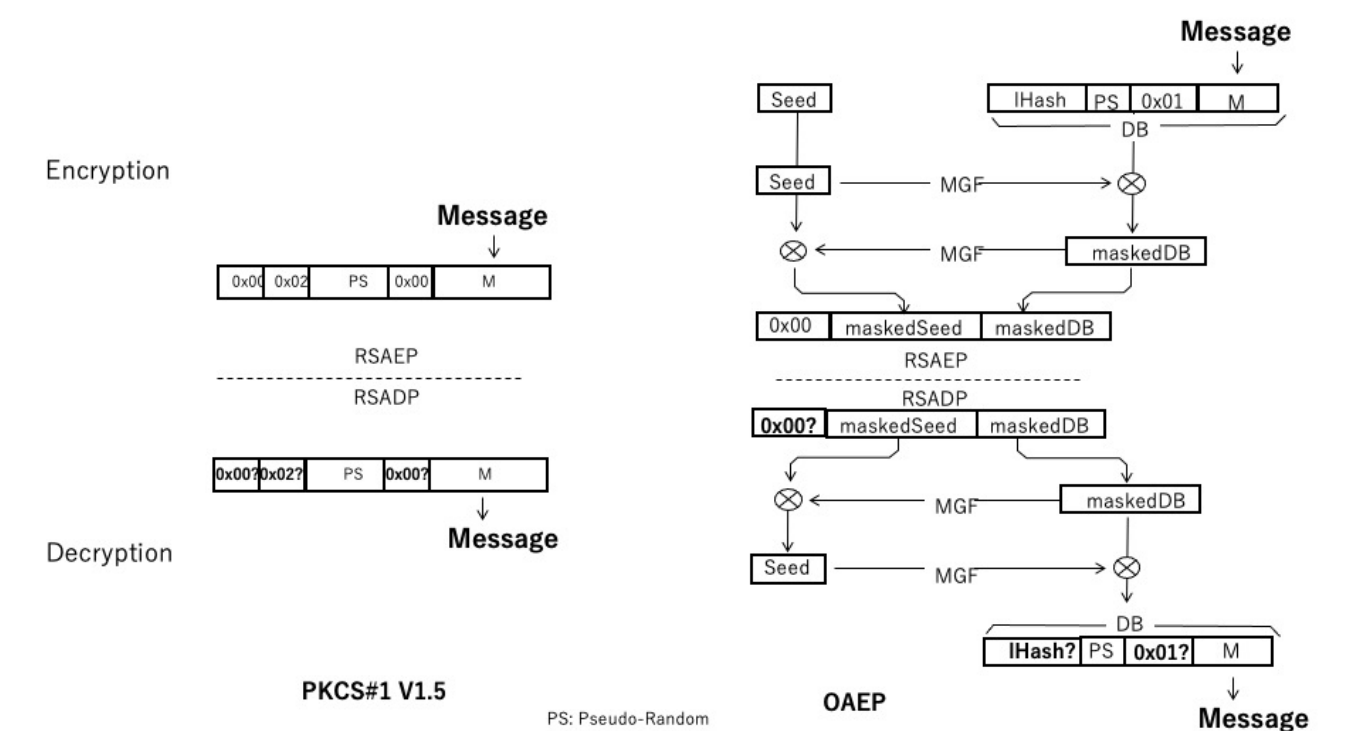 Message
Seed
lHash PS 0x01 M
DB
Encryption
Seed MGF
Message
MGF maskedDB
0x00 0x02 PS 0x00 M
0x00 maskedSeed maskedDB
RSAEP
RSAEP
RSADP
RSADP
0x00? maskedSeed maskedDB
0x00? 0x02? PS 0x00? M
MGF maskedDB
Message
Decryption
Seed MGF
DB
lHash? PS 0x01? M
PKCS#1 V1.5
OAEP
PS: Pseudo-Random
Message